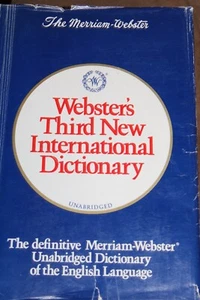 The Merriam-Webster
Webster's
Third New
International
Dictionary
UNABRIDGED
The definitive Merriam-Webster®
Unabridged Dictionary
of the English Language